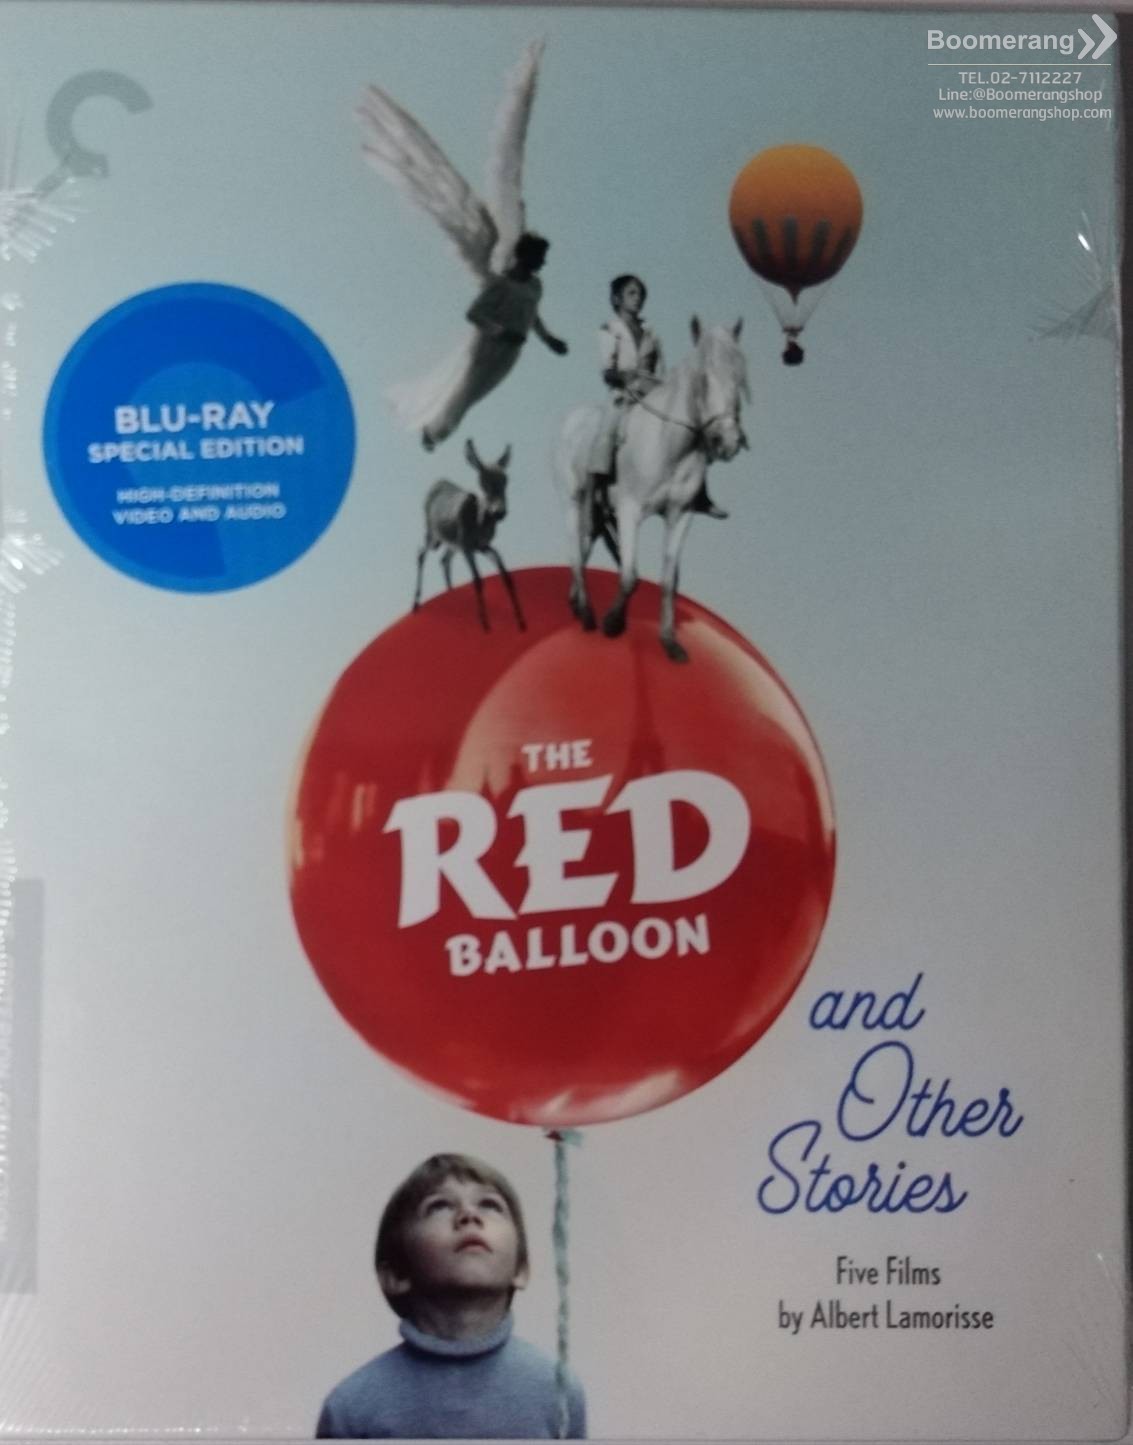 Boomerang
TEL.02-7112227
Line:@Boomerangshop
www.boomerangshop.com
BLU-RAY
SPECIAL EDITION
HIGH-DEFINITION
VIDEO AND AUDIO
THE
RED
BALLOON
and
Other
Stories
Five Films
by Albert Lamorisse